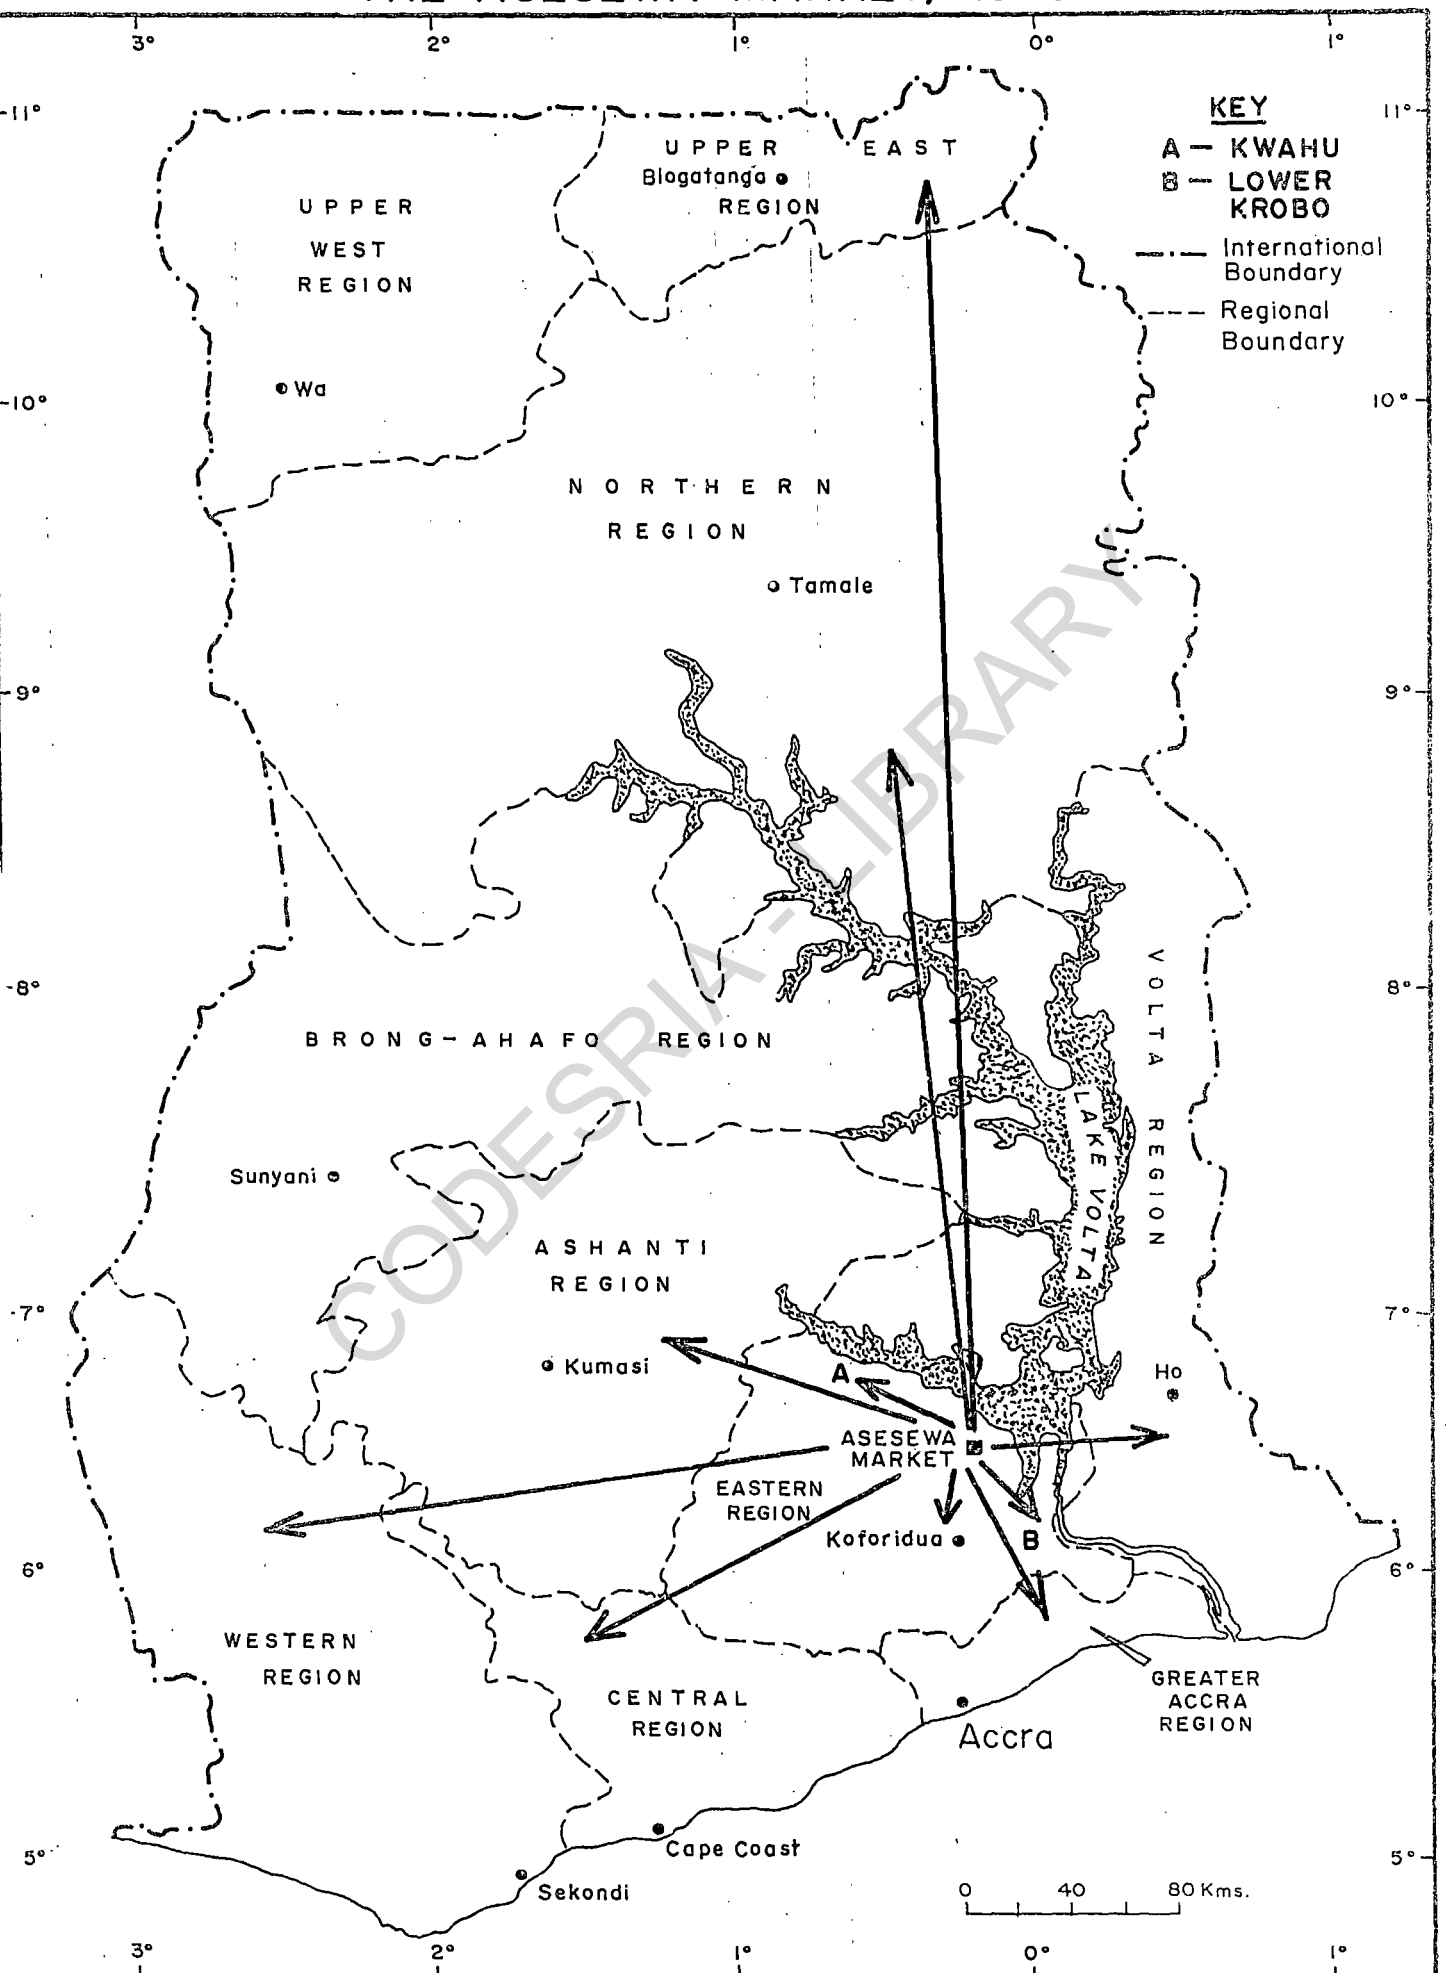 3° 2° 1° 0° 1°
11° 11°
KEY
A — KWAHU
B — LOWER
KROBO
International
Boundary
Regional
Boundary
UPPER EAST
Blogatanga
REGION
UPPER
WEST
REGION
Wa
10° 10°
NORTHERN
REGION
Tamale
9° 9°
8° 8°
VOLTA REGION
BRONG-AHAFO REGION
LAKE VOLTA
Sunyani
ASHANTI
REGION
7° 7°
Kumasi
A
Ho
ASESEWA
MARKET
EASTERN
REGION
Koforidua
B
6° 6°
WESTERN
REGION
CENTRAL
REGION
GREATER
ACCRA
REGION
Accra
Cape Coast
5° 5°
Sekondi
0 40 80 Kms.
3° 2° 1° 0° 1°
CODESRIA - LIBRARY